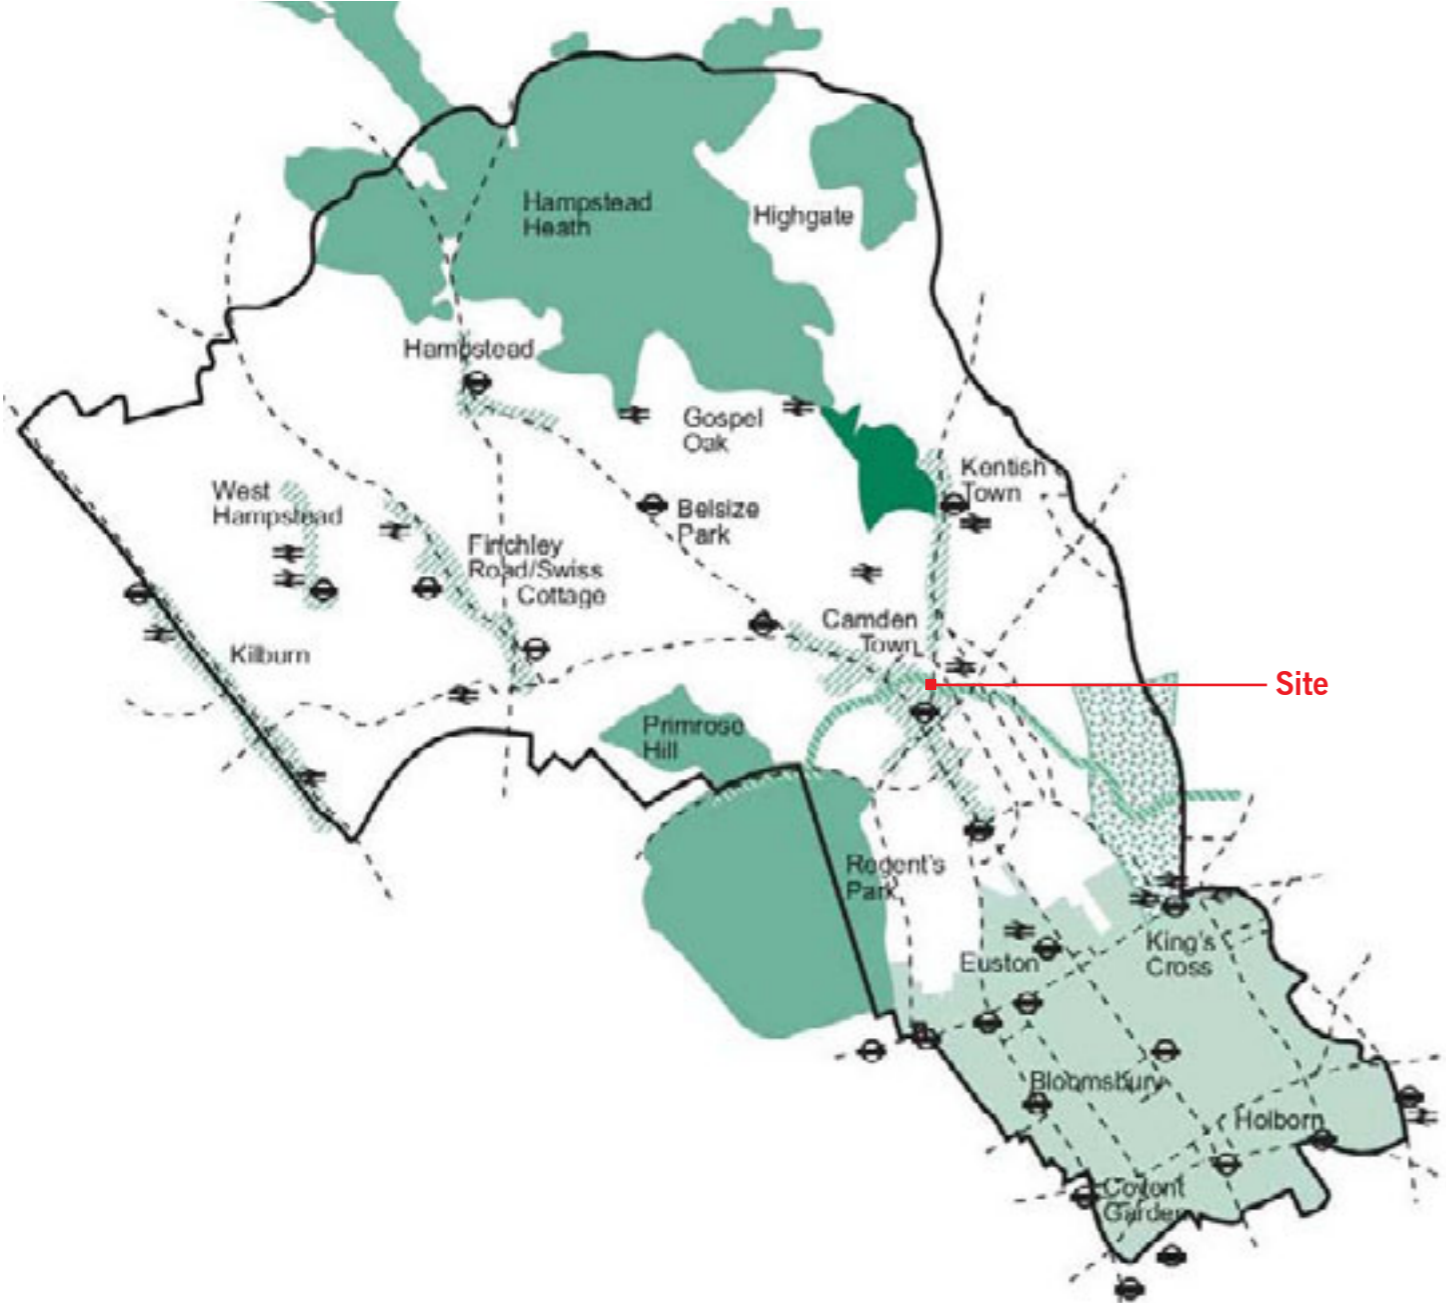 Hampstead
Heath
Highgate
Hampstead
Gospel
Oak
Kentish
Town
West
Hampstead
Belsize
Park
Finchley
Road/Swiss
Cottage
Camden
Town
Kilburn
Site
Primrose
Hill
Regent's
Park
King's
Cross
Euston
Bloomsbury
Holborn
Covent
Garden